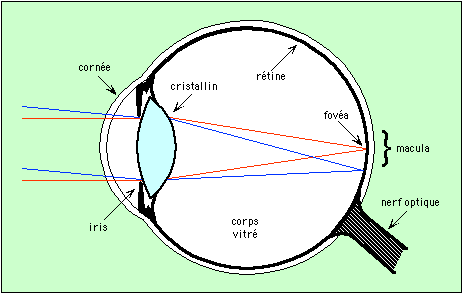 cornée
cristallin
rétine
fovéa
macula
iris
corps
vitré
nerf optique